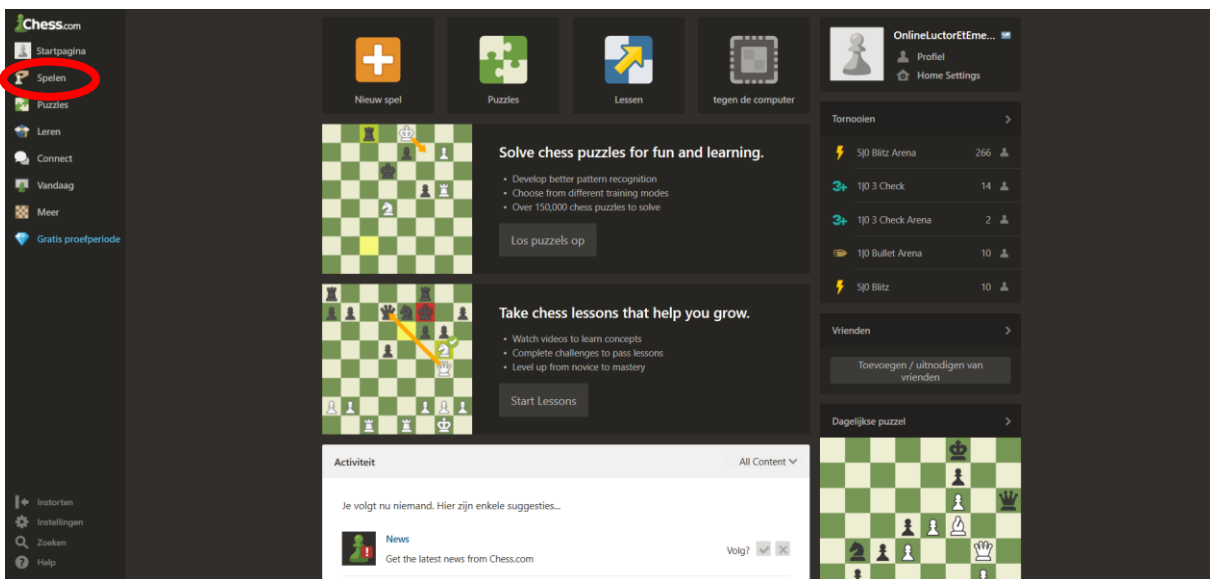 Chess.com
Startpagina
Spelen
Puzzles
Leren
Connect
Vandaag
Meer
Gratis proefperiode
Instorten
Instellingen
Zoeken
Help
Nieuw spel
Puzzles
Lessen
tegen de computer
Solve chess puzzles for fun and learning.
• Develop better pattern recognition
• Choose from different training modes
• Over 150,000 chess puzzles to solve
Los puzzels op
Take chess lessons that help you grow.
• Watch videos to learn concepts
• Complete challenges to pass lessons
• Level up from novice to mastery
Start Lessons
Activiteit
All Content
Je volgt nu niemand. Hier zijn enkele suggesties...
News
Get the latest news from Chess.com
Volg?
OnlineLuctorEtEme...
Profiel
Home Settings
Tornooien
5|0 Blitz Arena 266
3+ 1|0 3 Check 14
3+ 1|0 3 Check Arena 2
1|0 Bullet Arena 10
5|0 Blitz 10
Vrienden
Toevoegen / uitnodigen van
vrienden
Dagelijkse puzzel